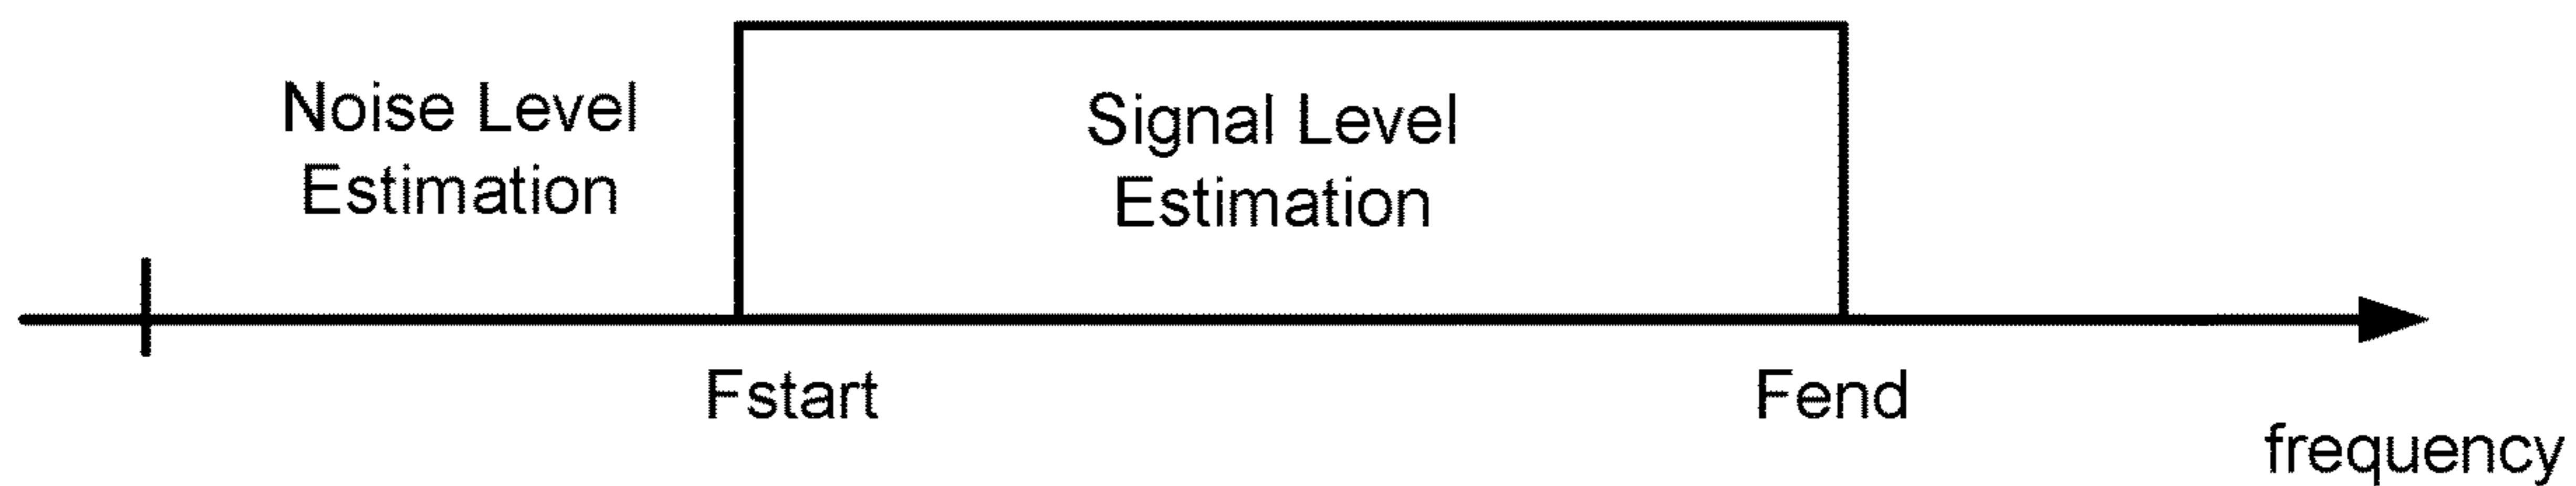 Noise Level
Estimation
Signal Level
Estimation
Fstart
Fend
frequency